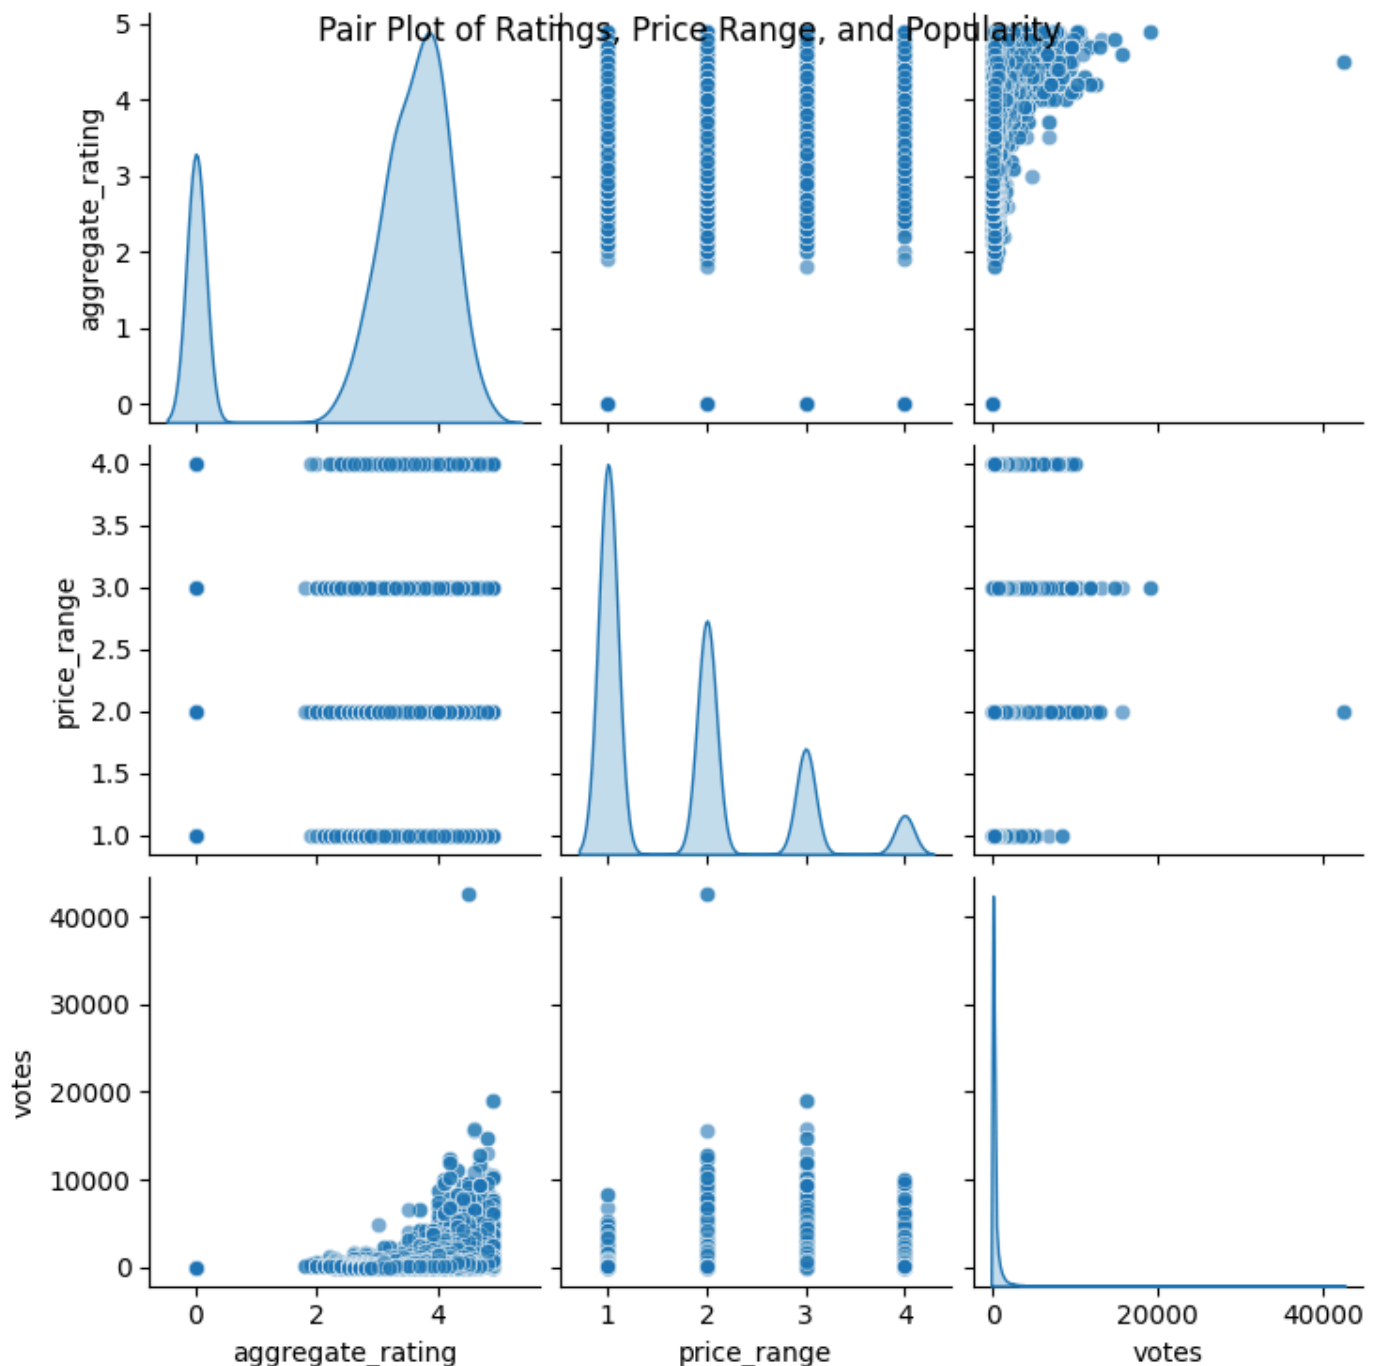 Pair Plot of Ratings, Price Range, and Popularity
5
4
3
2
1
0
aggregate_rating
4.0
3.5
3.0
2.5
2.0
1.5
1.0
price_range
40000
30000
20000
10000
0
votes
0 2 4
1 2 3 4
0 20000 40000
aggregate_rating
price_range
votes